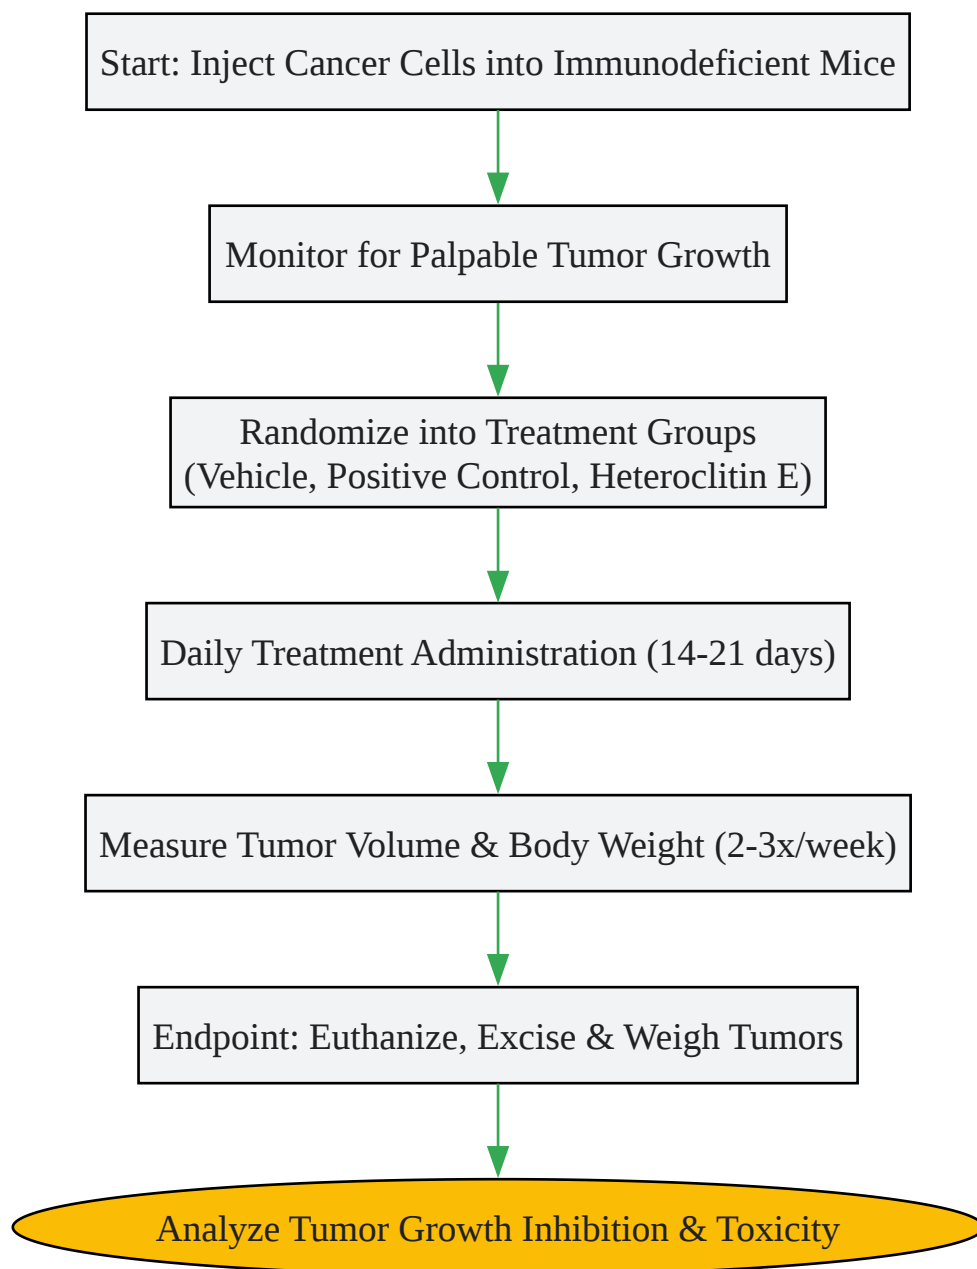 Start: Inject Cancer Cells into Immunodeficient Mice
Monitor for Palpable Tumor Growth
Randomize into Treatment Groups
(Vehicle, Positive Control, Heteroclitin E)
Daily Treatment Administration (14-21 days)
Measure Tumor Volume & Body Weight (2-3x/week)
Endpoint: Euthanize, Excise & Weigh Tumors
Analyze Tumor Growth Inhibition & Toxicity